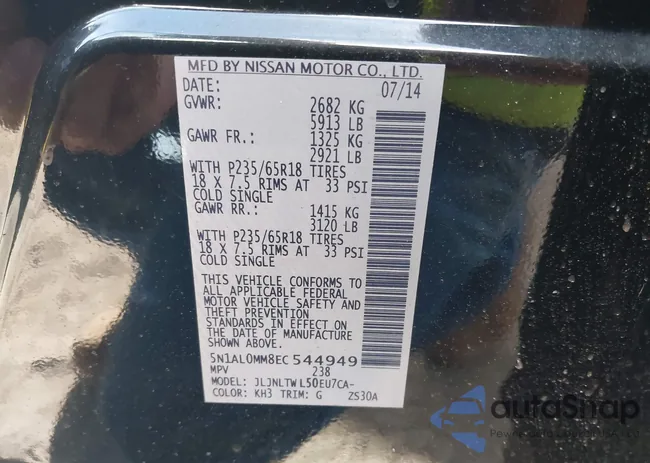 MFD BY NISSAN MOTOR CO., LTD.
DATE: 07/14
GVWR: 2682 KG
5913 LB
GAWR FR.: 1325 KG
2921 LB
WITH P235/65R18 TIRES
18 X 7.5 RIMS AT 33 PSI
COLD SINGLE
GAWR RR.: 1415 KG
3120 LB
WITH P235/65R18 TIRES
18 X 7.5 RIMS AT 33 PSI
COLD SINGLE
THIS VEHICLE CONFORMS TO
ALL APPLICABLE FEDERAL
MOTOR VEHICLE SAFETY AND
THEFT PREVENTION
STANDARDS IN EFFECT ON
THE DATE OF MANUFACTURE
SHOWN ABOVE.
5N1AL0MM8EC 544949
MPV 238
MODEL: JLJNLTW L50EU7CA-
COLOR: KH3 TRIM: G ZS30A
autoSnap